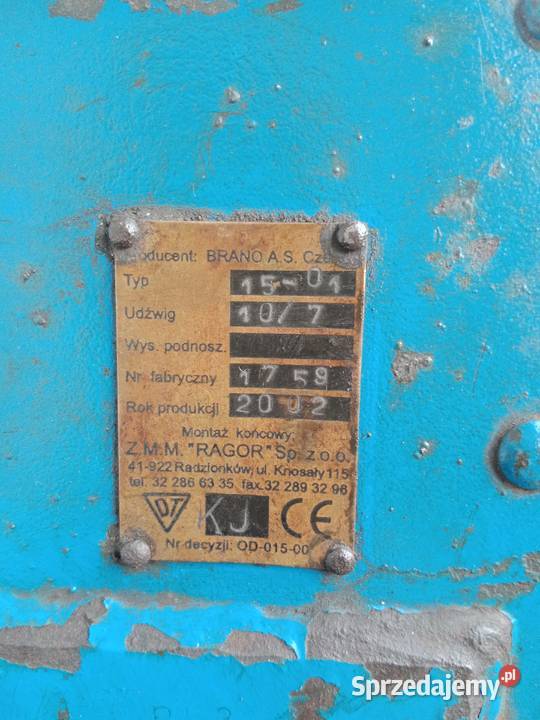 Producent: BRANO A.S. Cze
Typ 15-01
Udźwig 10/7
Wys. podnosz.
Nr fabryczny 1759
Rok produkcji 2002
Montaż końcowy:
Z.M.M. "RAGOR" Sp. z o.o.
41-922 Radzionków, ul. Knosały 115
tel. 32 286 63 35, fax.32 289 32 96
DT KJ CE
Nr decyzji: OD-015-00
Sprzedajemy.pl